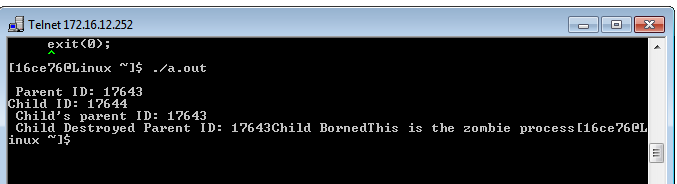 Telnet 172.16.12.252
exit(0);
^
[16ce76@Linux ~]$ ./a.out
Parent ID: 17643
Child ID: 17644
Child's parent ID: 17643
Child Destroyed Parent ID: 17643Child BornedThis is the zombie process[16ce76@L
inux ~]$